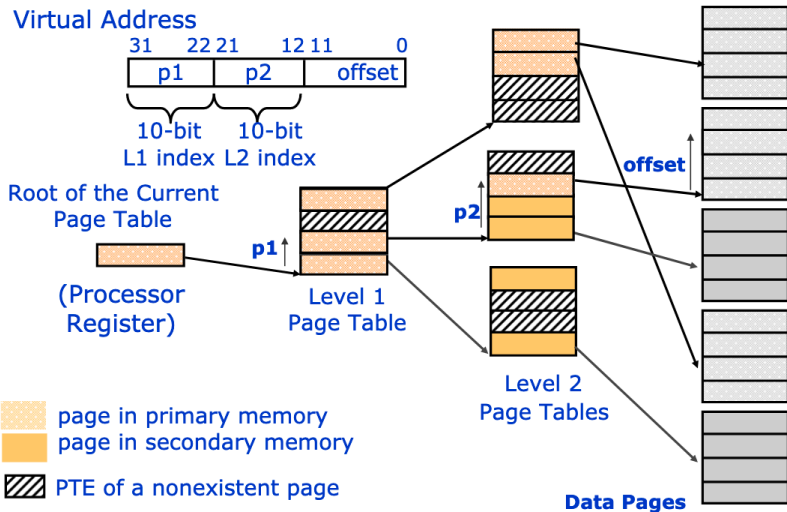 Virtual Address
31 22 21 12 11 0
p1 p2 offset
10-bit 10-bit
L1 index L2 index
Root of the Current
Page Table
p1
p2
offset
(Processor
Register)
Level 1
Page Table
Level 2
Page Tables
page in primary memory
page in secondary memory
PTE of a nonexistent page
Data Pages